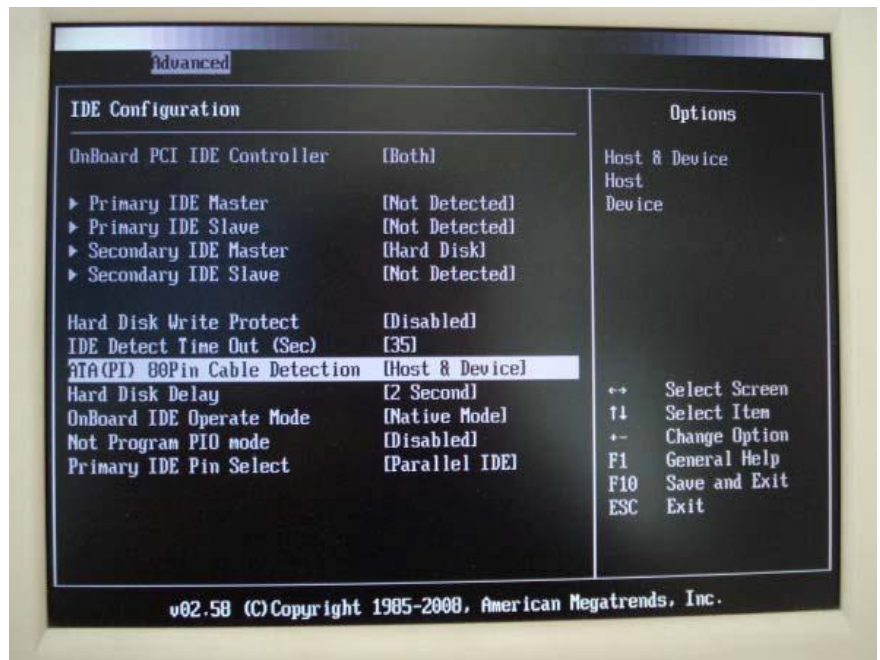 Advanced
IDE Configuration
OnBoard PCI IDE Controller [Both]
Primary IDE Master [Not Detected]
Primary IDE Slave [Not Detected]
Secondary IDE Master [Hard Disk]
Secondary IDE Slave [Not Detected]
Hard Disk Write Protect [Disabled]
IDE Detect Time Out (Sec) [35]
ATA(PI) 80Pin Cable Detection [Host & Device]
Hard Disk Delay [2 Second]
OnBoard IDE Operate Mode [Native Mode]
Not Program PIO mode [Disabled]
Primary IDE Pin Select [Parallel IDE]
Options
Host & Device
Host
Device
↔ Select Screen
↑↓ Select Item
+- Change Option
F1 General Help
F10 Save and Exit
ESC Exit
v02.58 (C)Copyright 1985-2008, American Megatrends, Inc.